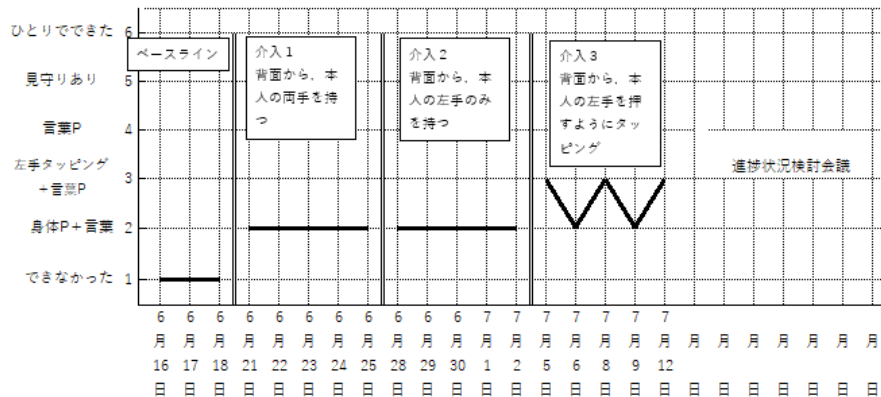 ひとりでできた 6
見守りあり 5
言葉P 4
左手タッピング
＋言葉P
3
身体P＋言葉 2
できなかった 1
ベースライン
介入１
背面から，本
人の両手を持
つ
介入２
背面から，本
人の左手のみ
を持つ
介入３
背面から，本
人の左手を押
すようにタッ
ピング
進捗状況検討会議
6 6 6 6 6 6 6 6 6 6 6 7 7 7 7 7 7 7
月 月 月 月 月 月 月 月 月 月 月 月 月 月 月 月 月 月 月 月 月 月 月 月 月
16 17 18 21 22 23 24 25 28 29 30 1 2 5 6 8 9 12
日 日 日 日 日 日 日 日 日 日 日 日 日 日 日 日 日 日 日 日 日 日 日 日 日